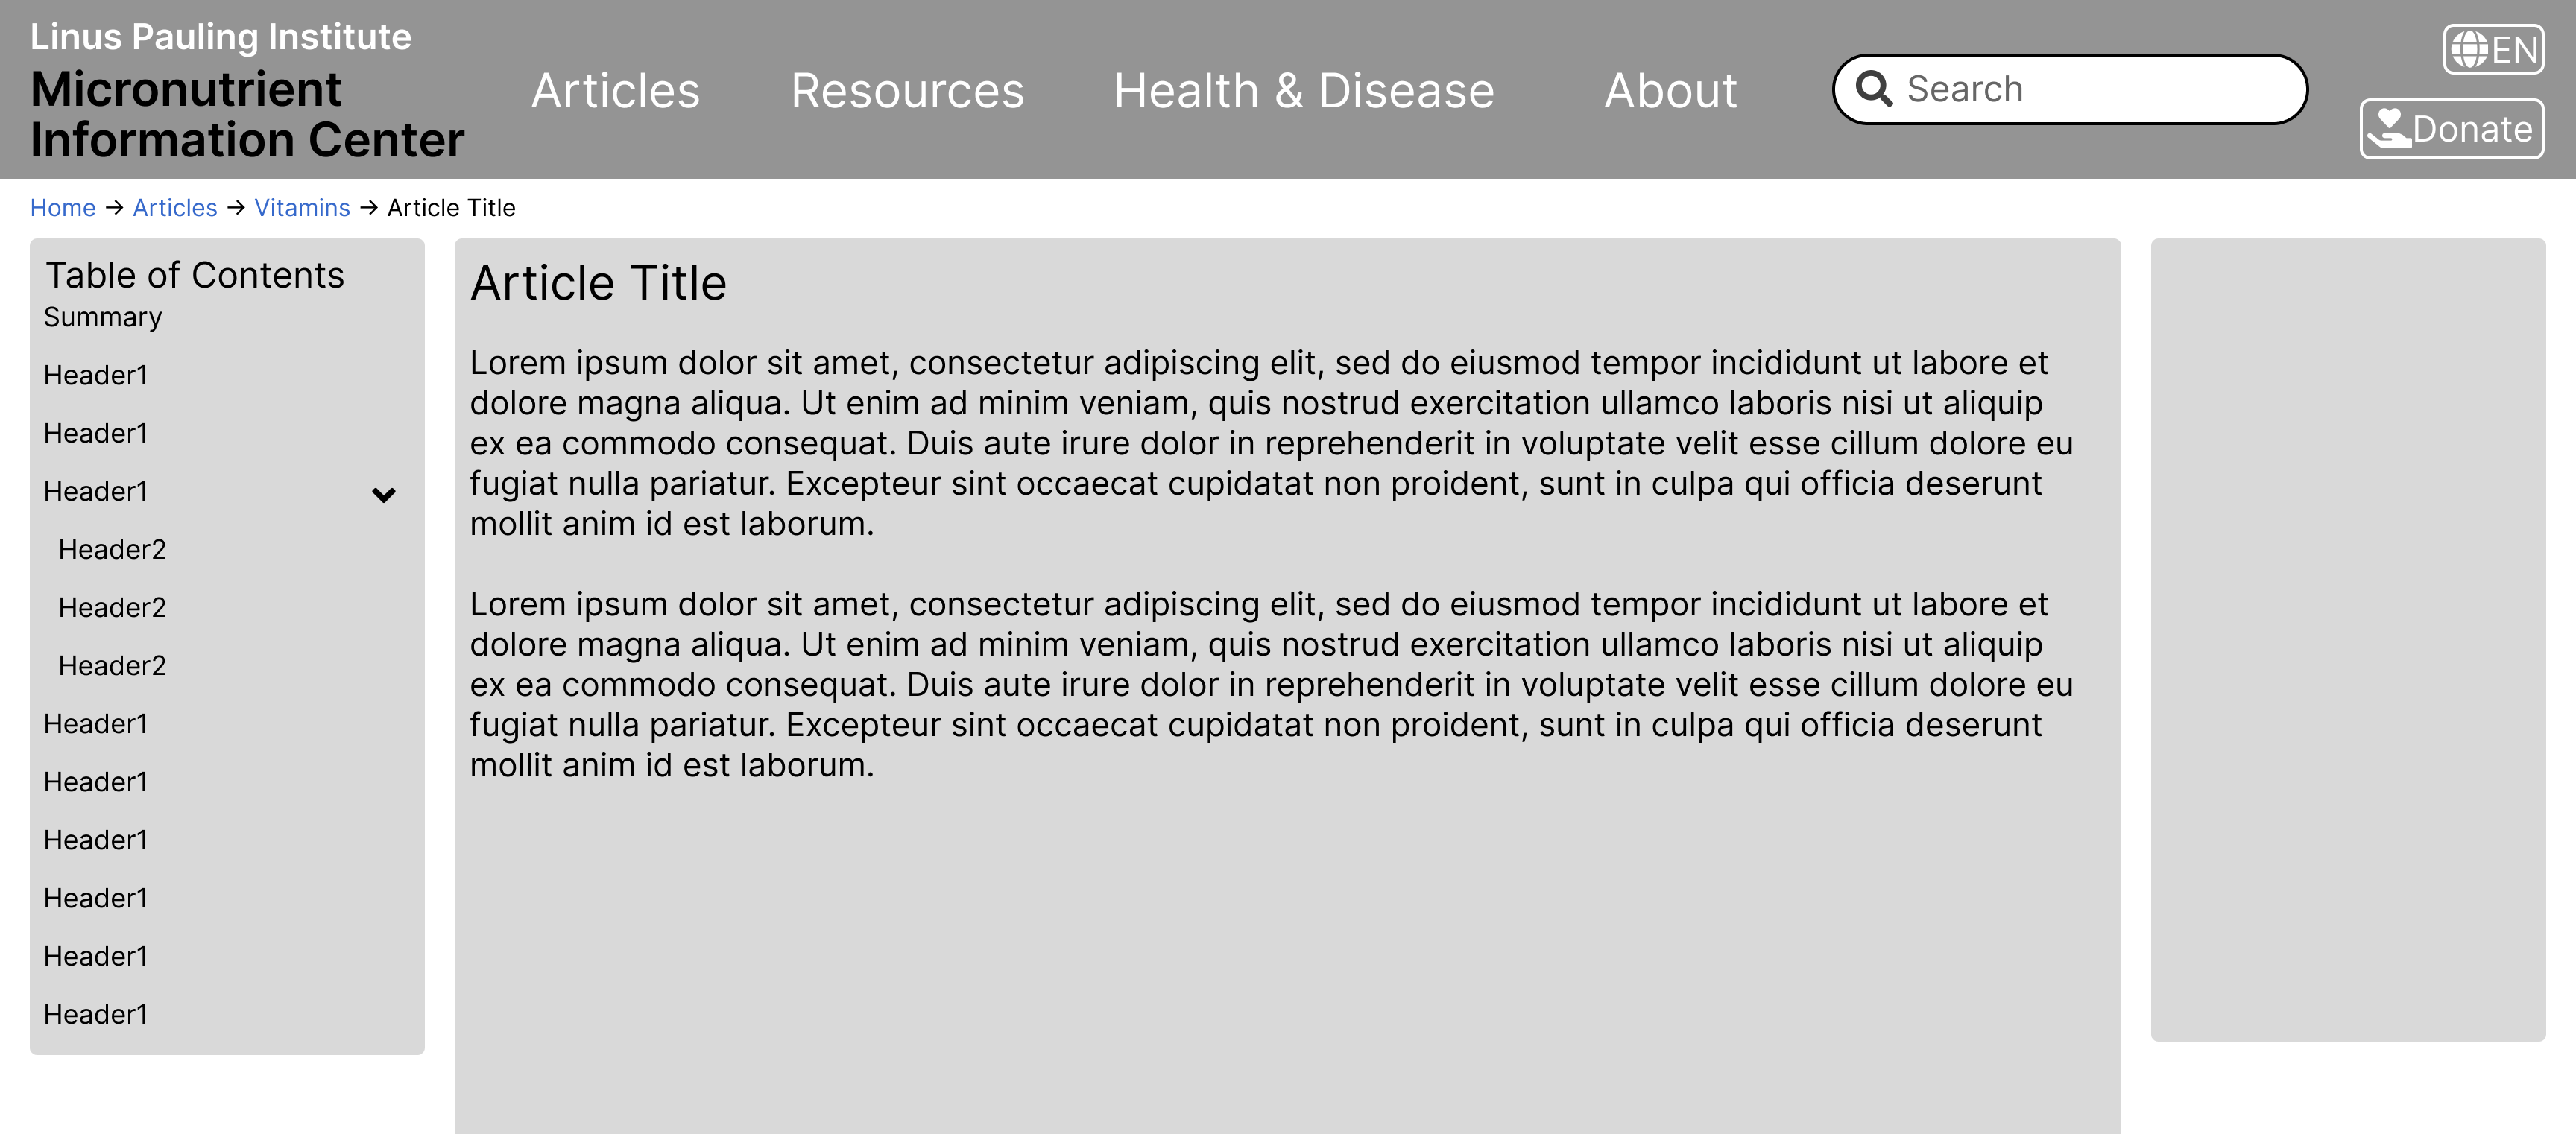 Linus Pauling Institute
Micronutrient
Information Center
Articles
Resources
Health & Disease
About
Search
EN
Donate
Home → Articles → Vitamins → Article Title
Table of Contents
Summary
Header1
Header1
Header1
Header2
Header2
Header2
Header1
Header1
Header1
Header1
Header1
Header1
Article Title
Lorem ipsum dolor sit amet, consectetur adipiscing elit, sed do eiusmod tempor incididunt ut labore et
dolore magna aliqua. Ut enim ad minim veniam, quis nostrud exercitation ullamco laboris nisi ut aliquip
ex ea commodo consequat. Duis aute irure dolor in reprehenderit in voluptate velit esse cillum dolore eu
fugiat nulla pariatur. Excepteur sint occaecat cupidatat non proident, sunt in culpa qui officia deserunt
mollit anim id est laborum.
Lorem ipsum dolor sit amet, consectetur adipiscing elit, sed do eiusmod tempor incididunt ut labore et
dolore magna aliqua. Ut enim ad minim veniam, quis nostrud exercitation ullamco laboris nisi ut aliquip
ex ea commodo consequat. Duis aute irure dolor in reprehenderit in voluptate velit esse cillum dolore eu
fugiat nulla pariatur. Excepteur sint occaecat cupidatat non proident, sunt in culpa qui officia deserunt
mollit anim id est laborum.